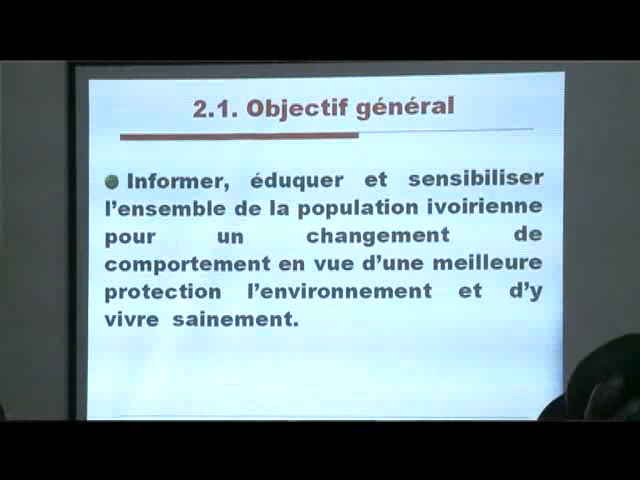 2.1. Objectif général
Informer, éduquer et sensibiliser
l'ensemble de la population ivoirienne
pour un changement de
comportement en vue d'une meilleure
protection l'environnement et d'y
vivre sainement.